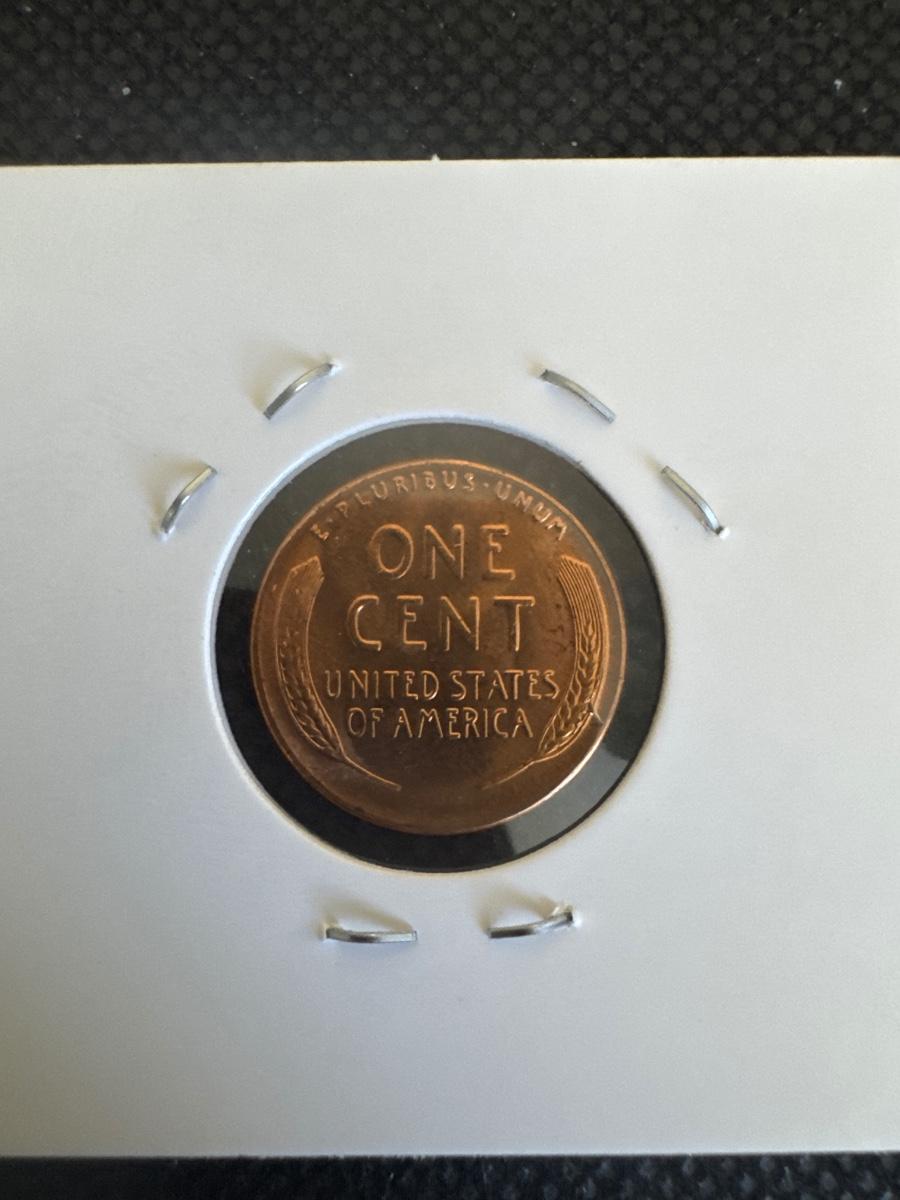 E·PLURIBUS·UNUM
ONE
CENT
UNITED STATES
OF AMERICA